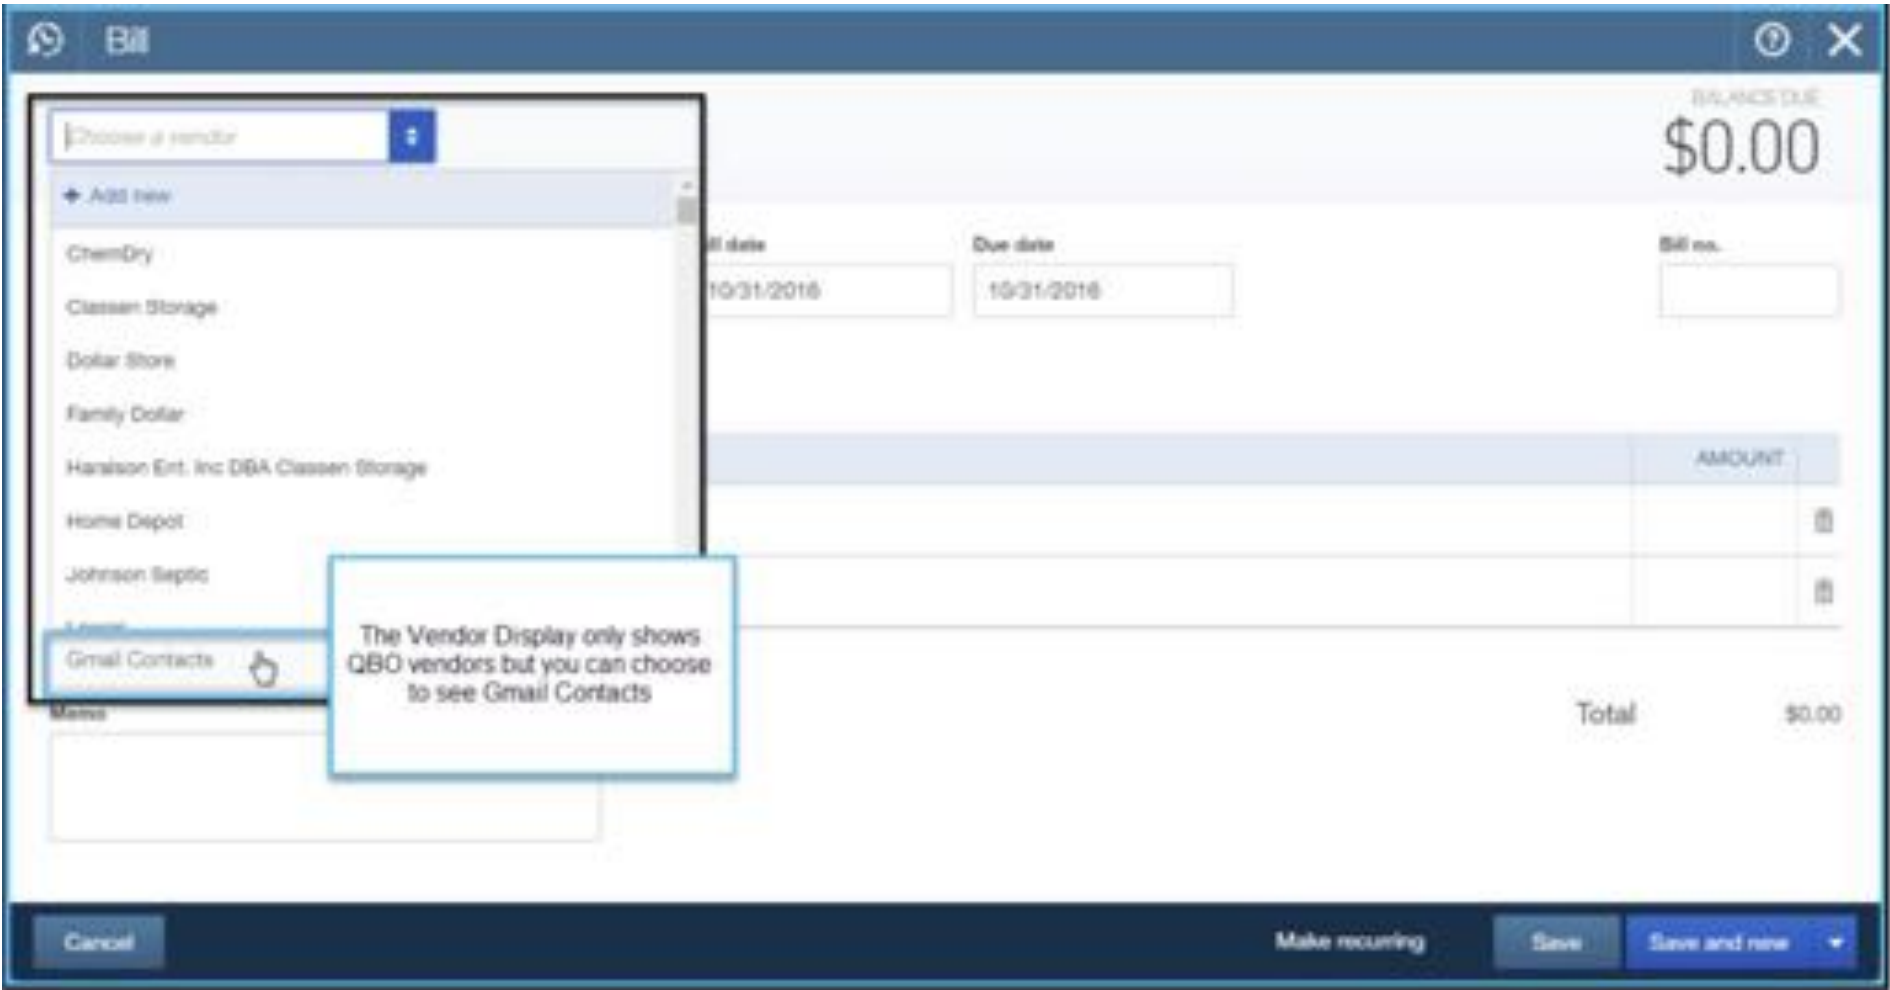 Bill
BALANCE DUE
$0.00
Choose a vendor
+ Add new
ChemDry
Classen Storage
Dollar Store
Family Dollar
Haraison Ent. Inc DBA Classen Storage
Home Depot
Johnson Septic
Gmail Contacts
ill date
10/31/2016
Due date
10/31/2016
Bill no.
AMOUNT
The Vendor Display only shows
QBO vendors but you can choose
to see Gmail Contacts
Memo
Total $0.00
Cancel
Make recurring
Save
Save and new